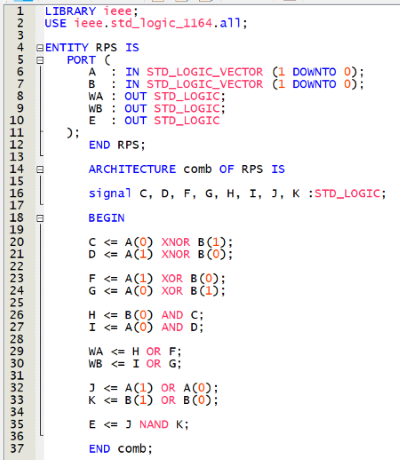 1 LIBRARY ieee;
2 USE ieee.std_logic_1164.all;
3
4 ENTITY RPS IS
5 PORT (
6 A : IN STD_LOGIC_VECTOR (1 DOWNTO 0);
7 B : IN STD_LOGIC_VECTOR (1 DOWNTO 0);
8 WA : OUT STD_LOGIC;
9 WB : OUT STD_LOGIC;
10 E : OUT STD_LOGIC
11 );
12 END RPS;
13
14 ARCHITECTURE comb OF RPS IS
15
16 signal C, D, F, G, H, I, J, K :STD_LOGIC;
17
18 BEGIN
19
20 C <= A(0) XNOR B(1);
21 D <= A(1) XNOR B(0);
22
23 F <= A(1) XOR B(0);
24 G <= A(0) XOR B(1);
25
26 H <= B(0) AND C;
27 I <= A(0) AND D;
28
29 WA <= H OR F;
30 WB <= I OR G;
31
32 J <= A(1) OR A(0);
33 K <= B(1) OR B(0);
34
35 E <= J NAND K;
36
37 END comb;